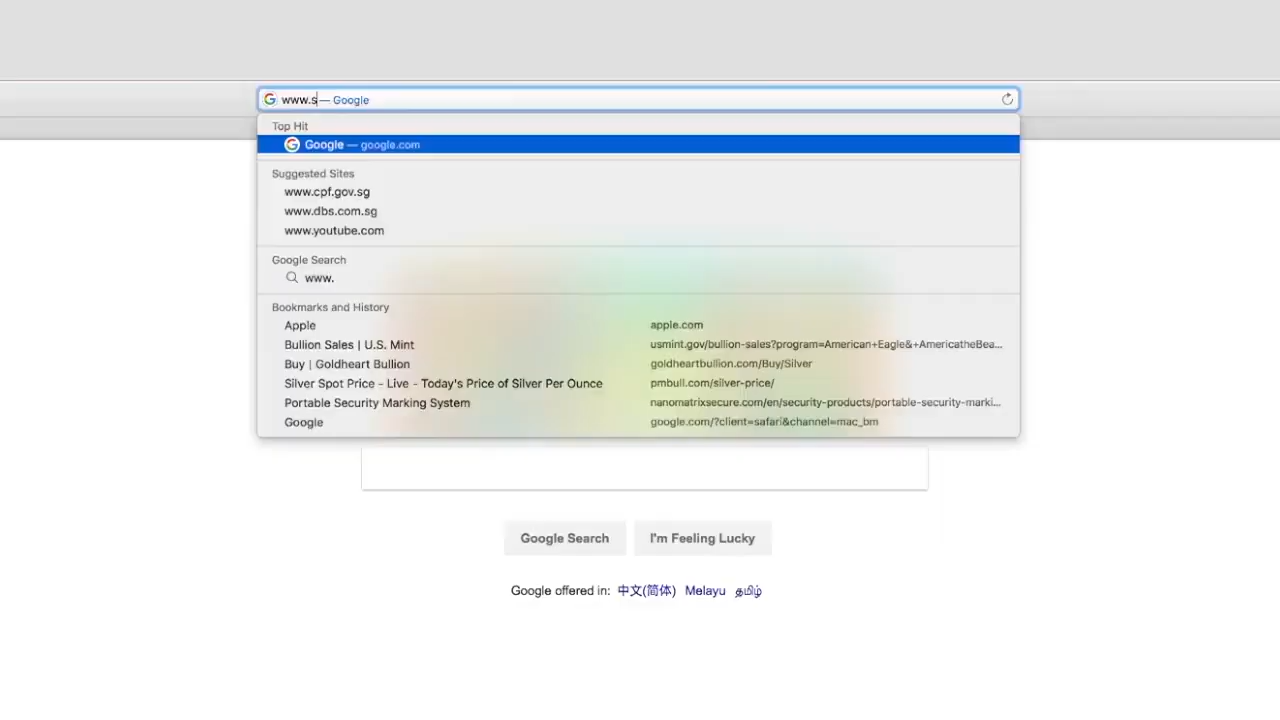 www.s — Google
Top Hit
Google — google.com
Suggested Sites
www.cpf.gov.sg
www.dbs.com.sg
www.youtube.com
Google Search
www.
Bookmarks and History
Apple apple.com
Bullion Sales | U.S. Mint usmint.gov/bullion-sales?program=American+Eagle&+AmericatheBea...
Buy | Goldheart Bullion goldheartbullion.com/Buy/Silver
Silver Spot Price - Live - Today's Price of Silver Per Ounce pmbull.com/silver-price/
Portable Security Marking System nanomatrixsecure.com/en/security-products/portable-security-marki...
Google google.com/?client=safari&channel=mac_bm
Google Search I'm Feeling Lucky
Google offered in: 中文(简体) Melayu தமிழ்